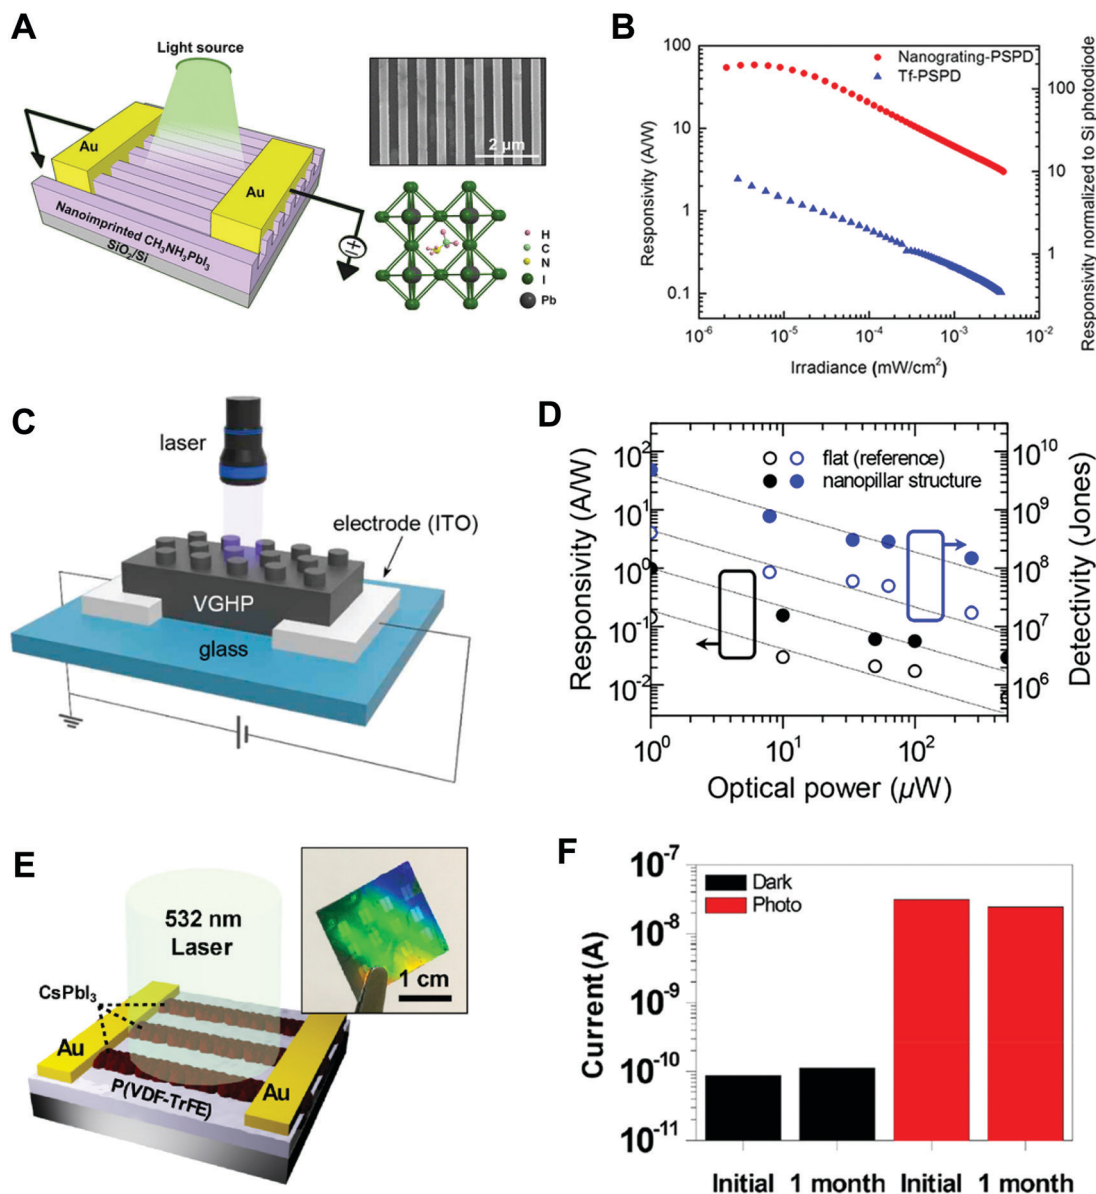 A
Light source
Au
Au
Nanoimprinted CH₃NH₃PbI₃
SiO₂/Si
2 µm
H
C
N
I
Pb
B
Nanograting-PSPD
Tf-PSPD
Responsivity (A/W)
100
10
1
0.1
Responsivity normalized to Si photodiode
100
10
1
10⁻⁶
10⁻⁵
10⁻⁴
10⁻³
10⁻²
Irradiance (mW/cm²)
C
laser
electrode (ITO)
VGHP
glass
D
flat (reference)
nanopillar structure
Responsivity (A/W)
10²
10¹
10⁰
10⁻¹
10⁻²
Detectivity (Jones)
10¹⁰
10⁹
10⁸
10⁷
10⁶
10⁰
10¹
10²
Optical power (µW)
E
532 nm
Laser
1 cm
CsPbI₃
Au
Au
P(VDF-TrFE)
F
Dark
Photo
Current (A)
10⁻⁷
10⁻⁸
10⁻⁹
10⁻¹⁰
10⁻¹¹
Initial 1 month Initial 1 month